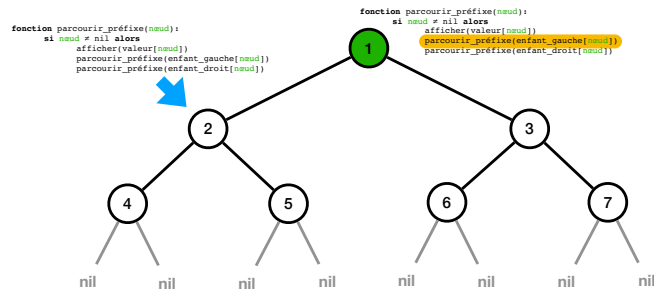 fonction parcourir_préfixe(nœud):
si nœud ≠ nil alors
afficher(valeur[nœud])
parcourir_préfixe(enfant_gauche[nœud])
parcourir_préfixe(enfant_droit[nœud])
fonction parcourir_préfixe(nœud):
si nœud ≠ nil alors
afficher(valeur[nœud])
parcourir_préfixe(enfant_gauche[nœud])
parcourir_préfixe(enfant_droit[nœud])
1
2
3
4
5
6
7
nil
nil
nil
nil
nil
nil
nil
nil